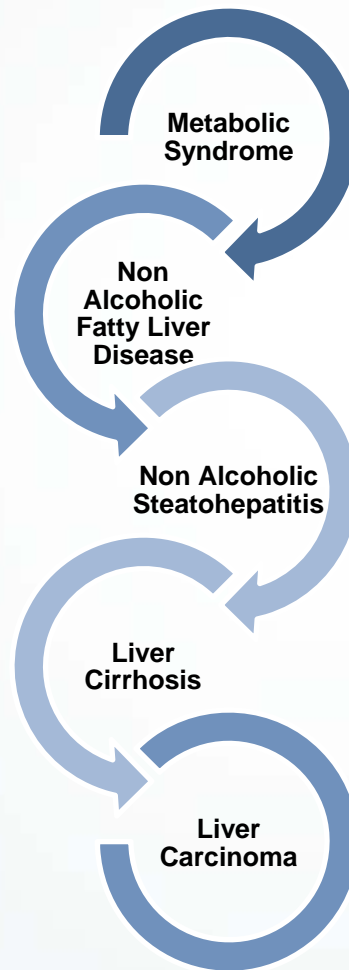 Metabolic
Syndrome
Non
Alcoholic
Fatty Liver
Disease
Non Alcoholic
Steatohepatitis
Liver
Cirrhosis
Liver
Carcinoma